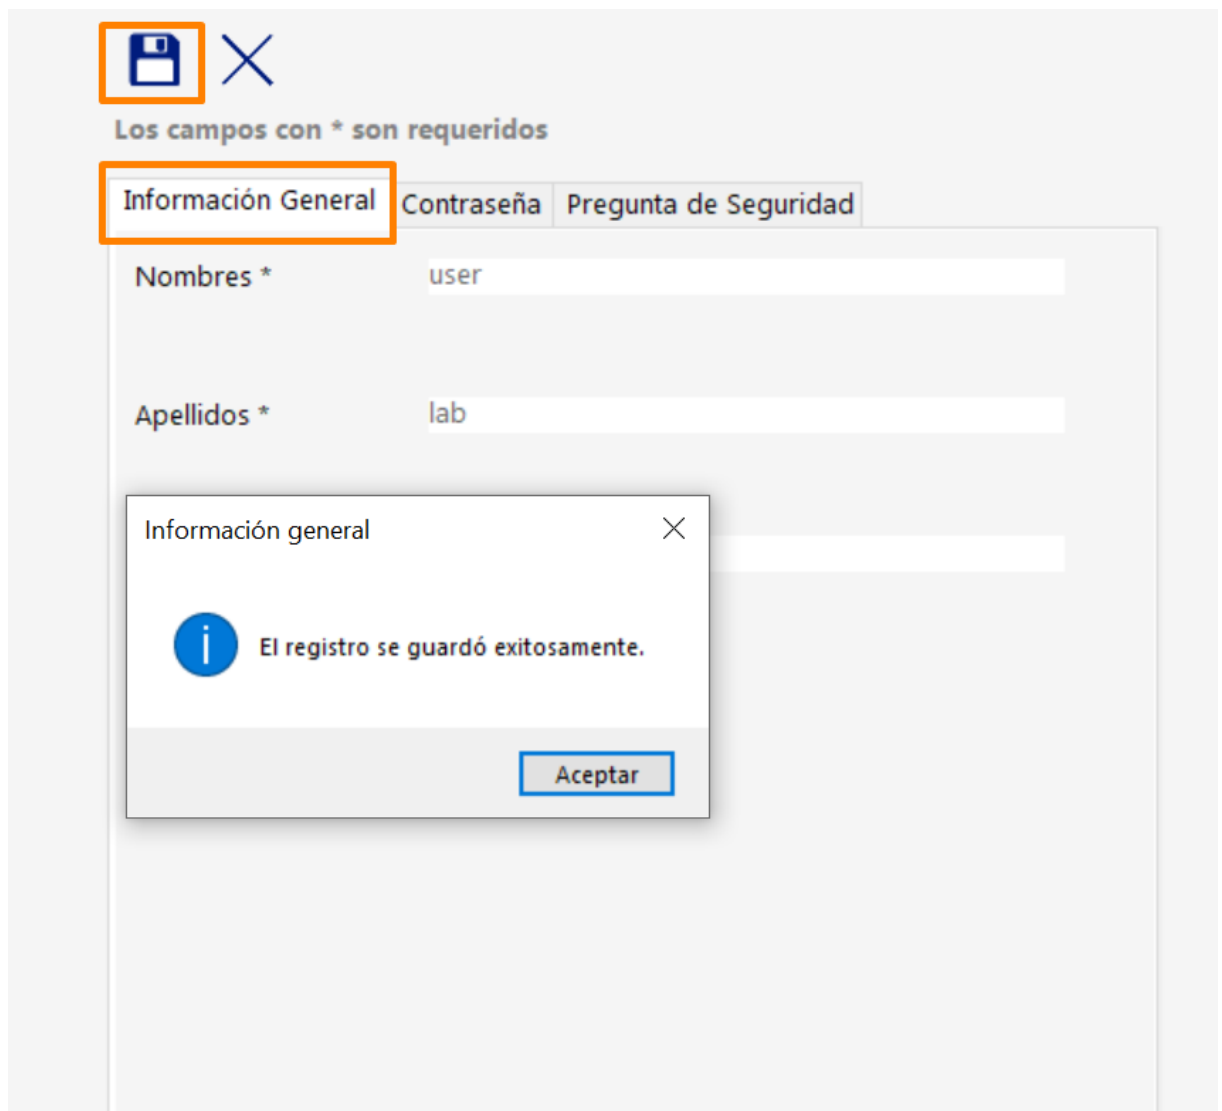 Los campos con * son requeridos
Información General Contraseña Pregunta de Seguridad
Nombres * user
Apellidos * lab
Información general
El registro se guardó exitosamente.
Aceptar